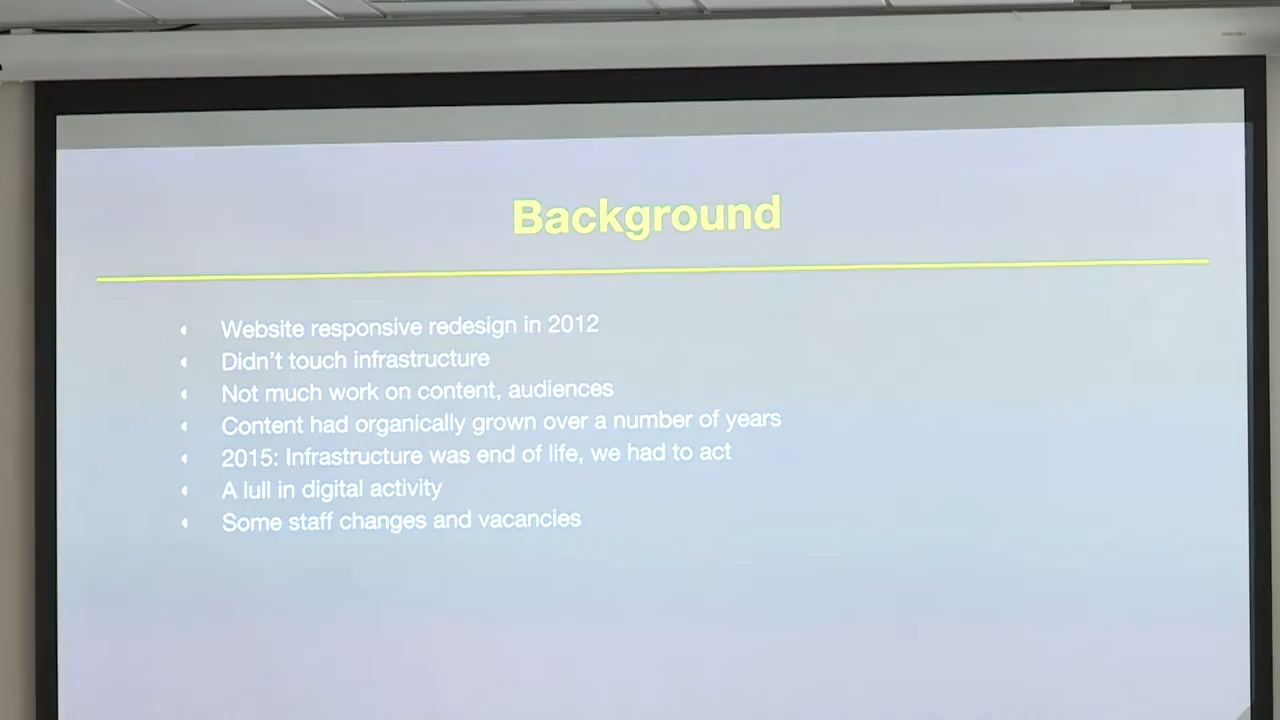 Background
Website responsive redesign in 2012
Didn't touch infrastructure
Not much work on content, audiences
Content had organically grown over a number of years
2015: Infrastructure was end of life, we had to act
A lull in digital activity
Some staff changes and vacancies